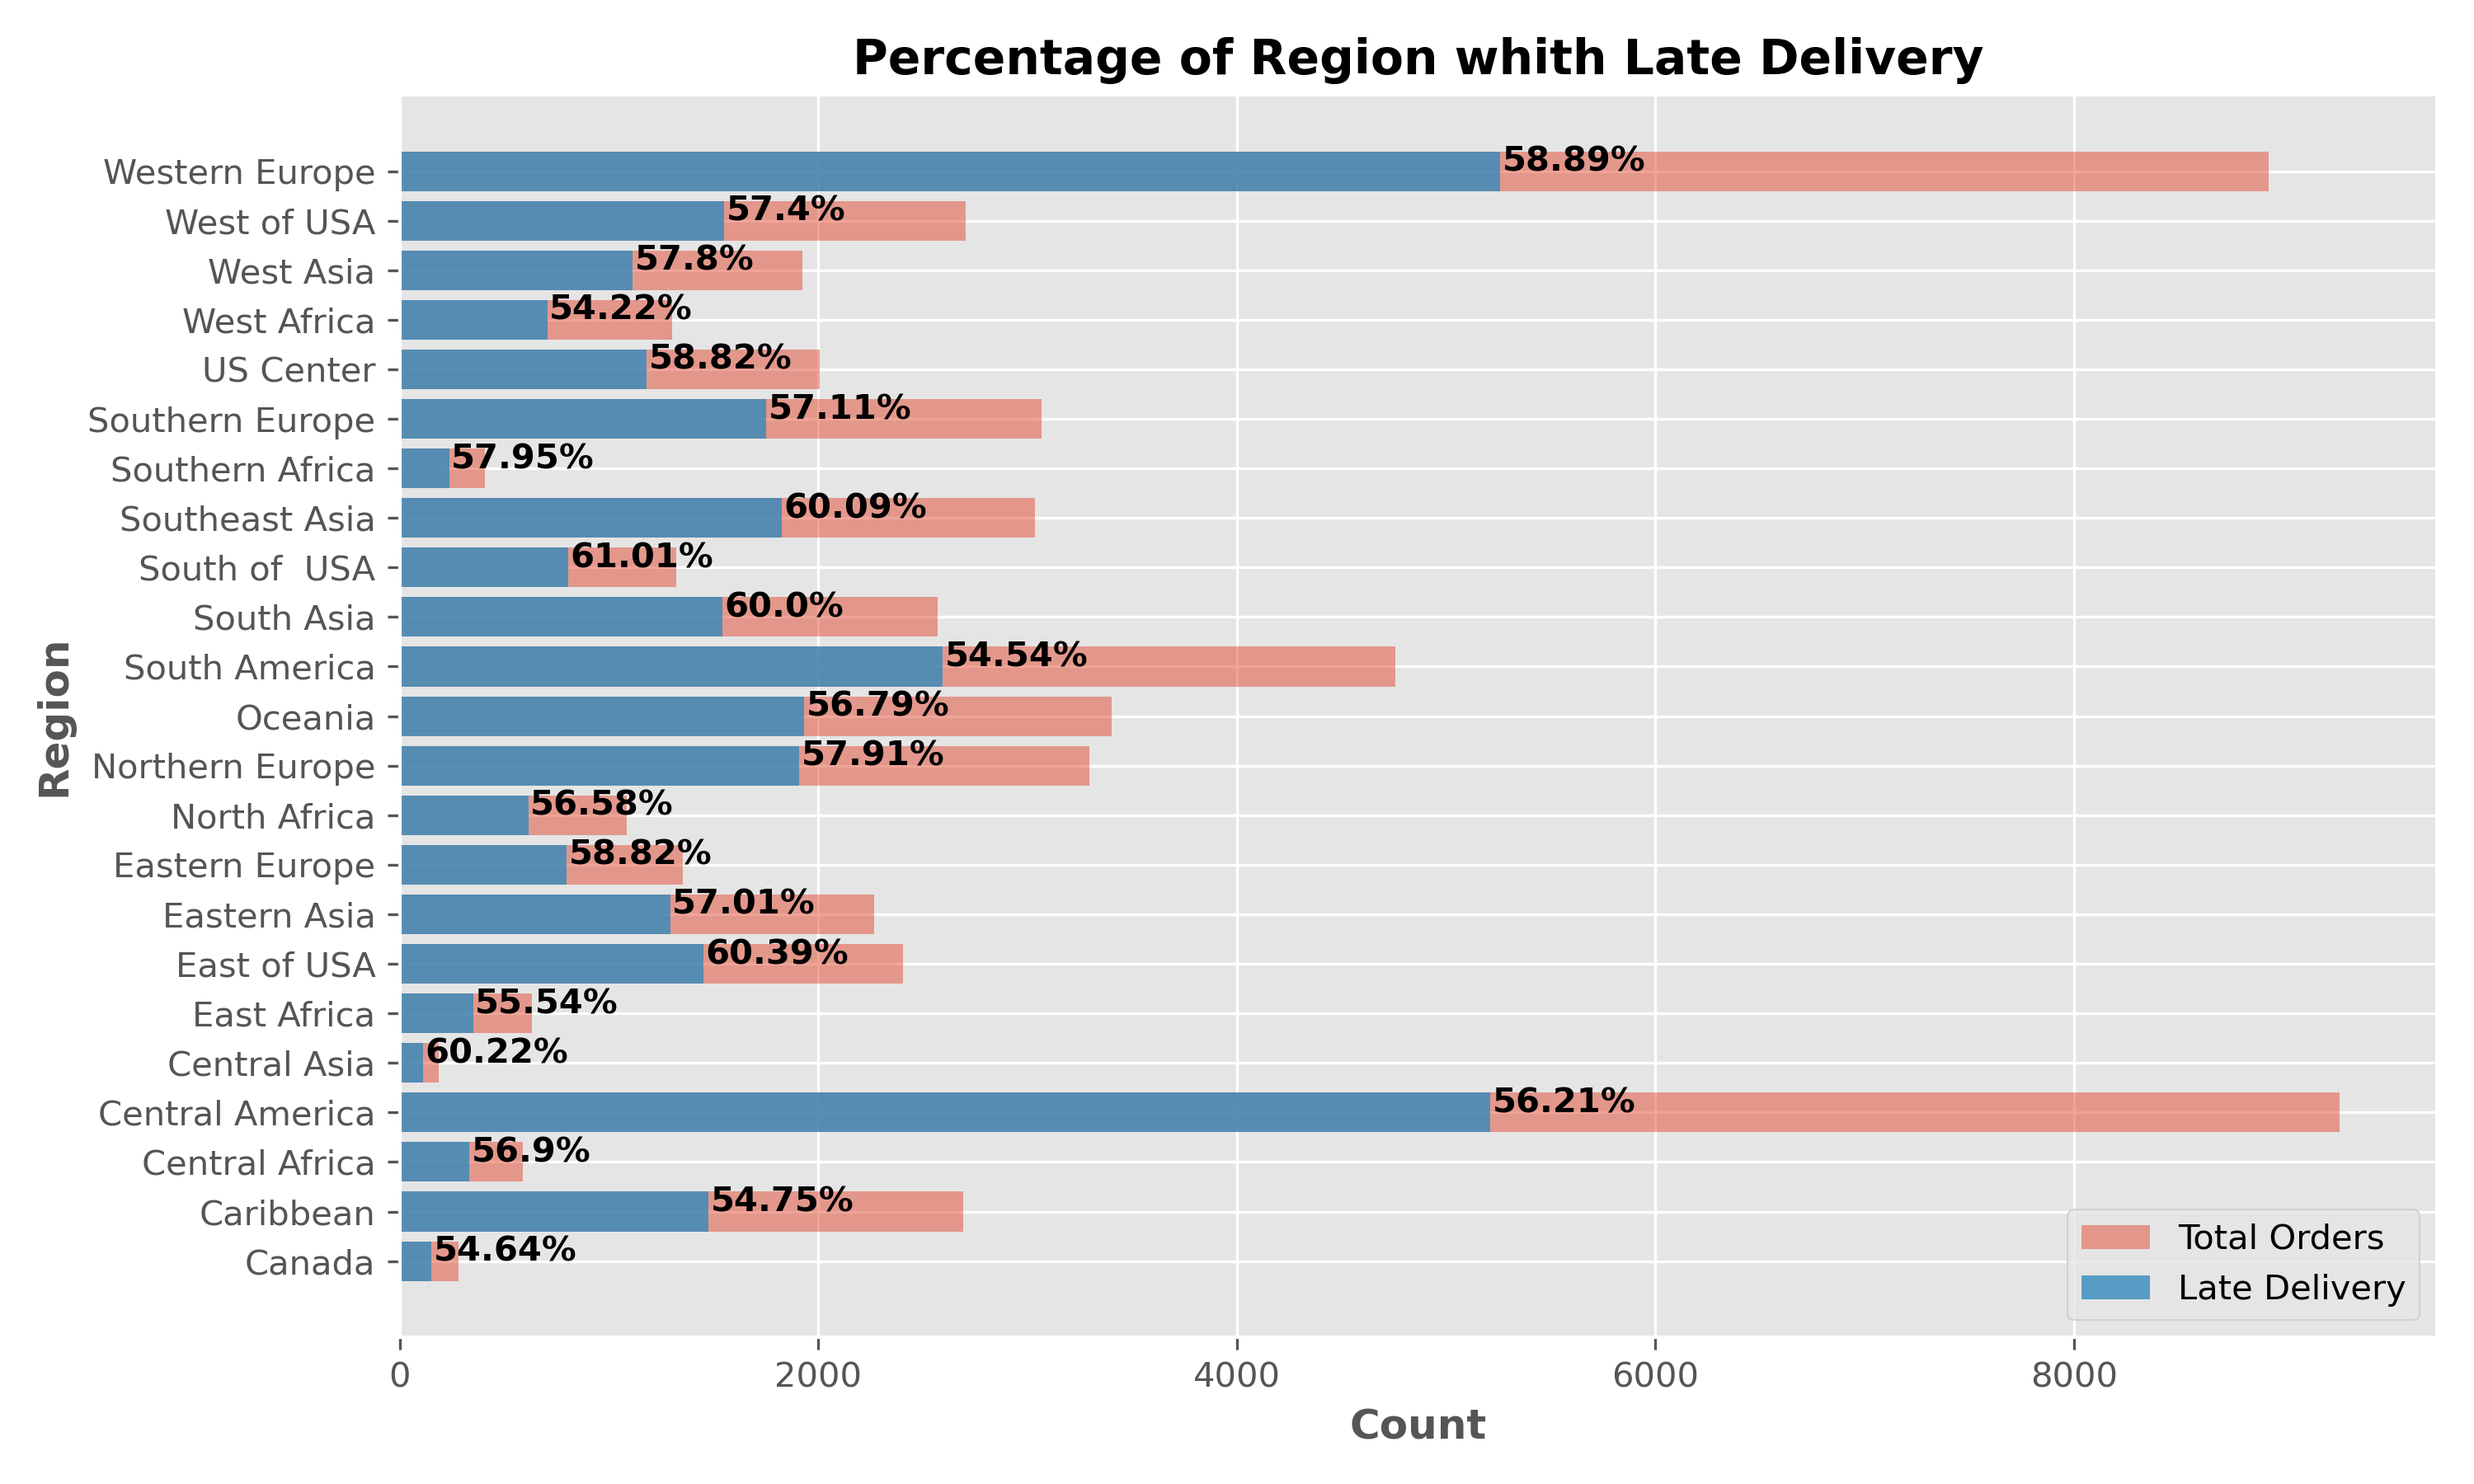 Percentage of Region whith Late Delivery
Western Europe 58.89%
West of USA 57.4%
West Asia 57.8%
West Africa 54.22%
US Center 58.82%
Southern Europe 57.11%
Southern Africa 57.95%
Southeast Asia 60.09%
South of  USA 61.01%
South Asia 60.0%
South America 54.54%
Oceania 56.79%
Northern Europe 57.91%
North Africa 56.58%
Eastern Europe 58.82%
Eastern Asia 57.01%
East of USA 60.39%
East Africa 55.54%
Central Asia 60.22%
Central America 56.21%
Central Africa 56.9%
Caribbean 54.75%
Canada 54.64%
Region
Total Orders
Late Delivery
0 2000 4000 6000 8000
Count